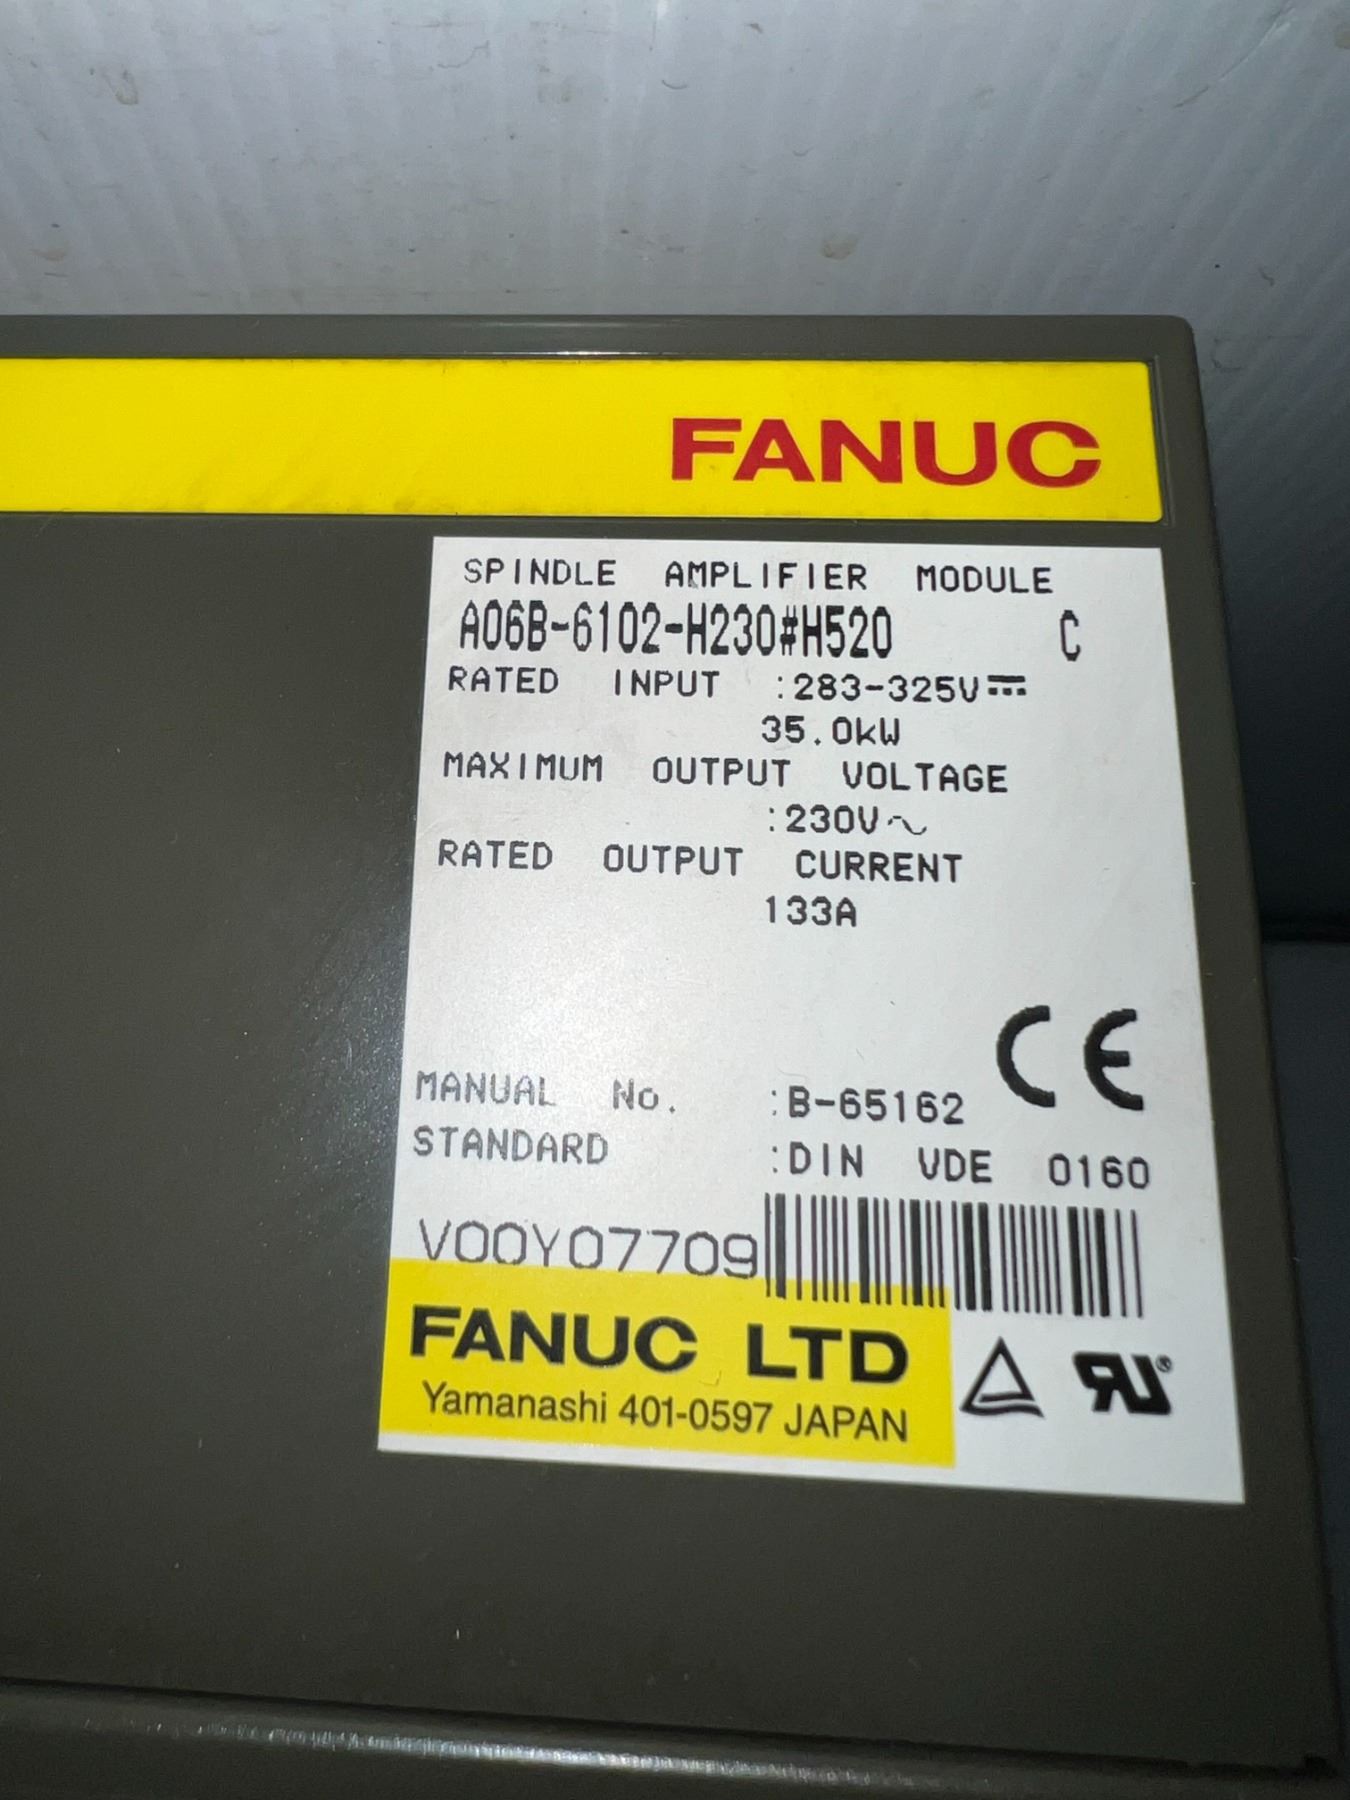 FANUC
SPINDLE AMPLIFIER MODULE
A06B-6102-H230#H520 C
RATED INPUT :283-325V⎓
35.0kW
MAXIMUM OUTPUT VOLTAGE
:230V~
RATED OUTPUT CURRENT
133A
CE
MANUAL No. :B-65162
STANDARD :DIN VDE 0160
V00Y07709
FANUC LTD
Yamanashi 401-0597 JAPAN
RU®